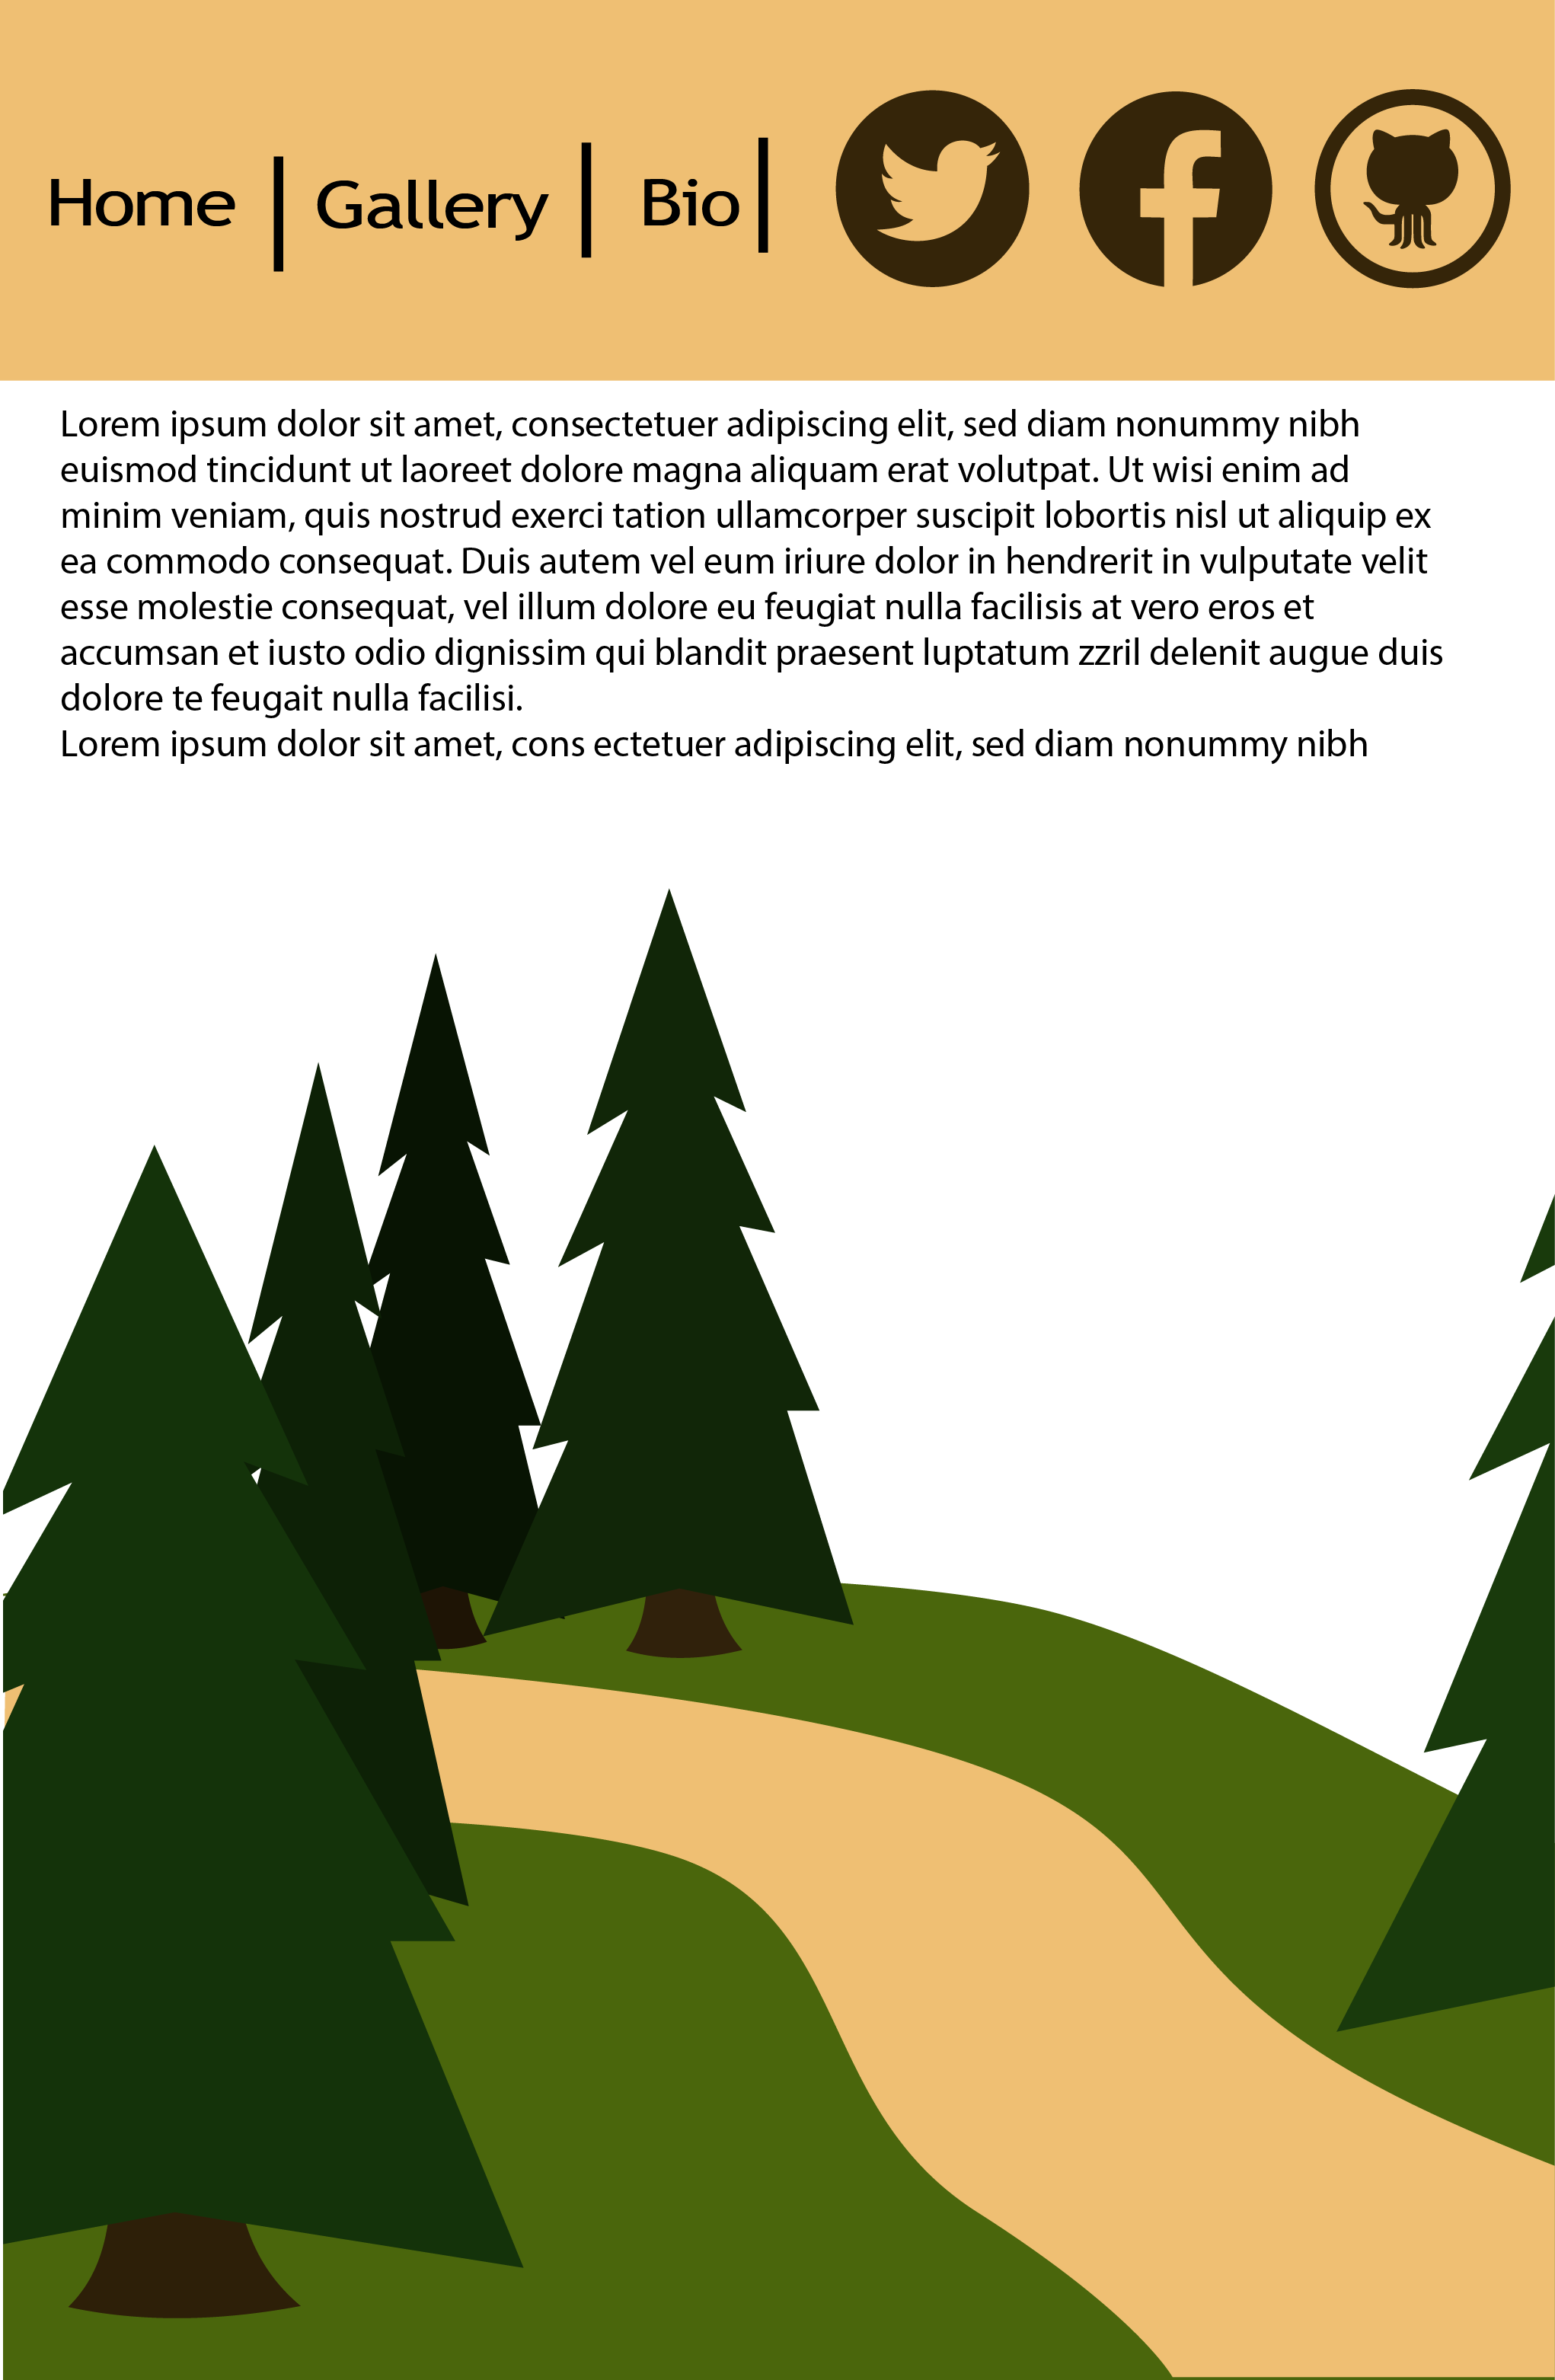 Home | Gallery | Bio |
Lorem ipsum dolor sit amet, consectetuer adipiscing elit, sed diam nonummy nibh
euismod tincidunt ut laoreet dolore magna aliquam erat volutpat. Ut wisi enim ad
minim veniam, quis nostrud exerci tation ullamcorper suscipit lobortis nisl ut aliquip ex
ea commodo consequat. Duis autem vel eum iriure dolor in hendrerit in vulputate velit
esse molestie consequat, vel illum dolore eu feugiat nulla facilisis at vero eros et
accumsan et iusto odio dignissim qui blandit praesent luptatum zzril delenit augue duis
dolore te feugait nulla facilisi.
Lorem ipsum dolor sit amet, cons ectetuer adipiscing elit, sed diam nonummy nibh